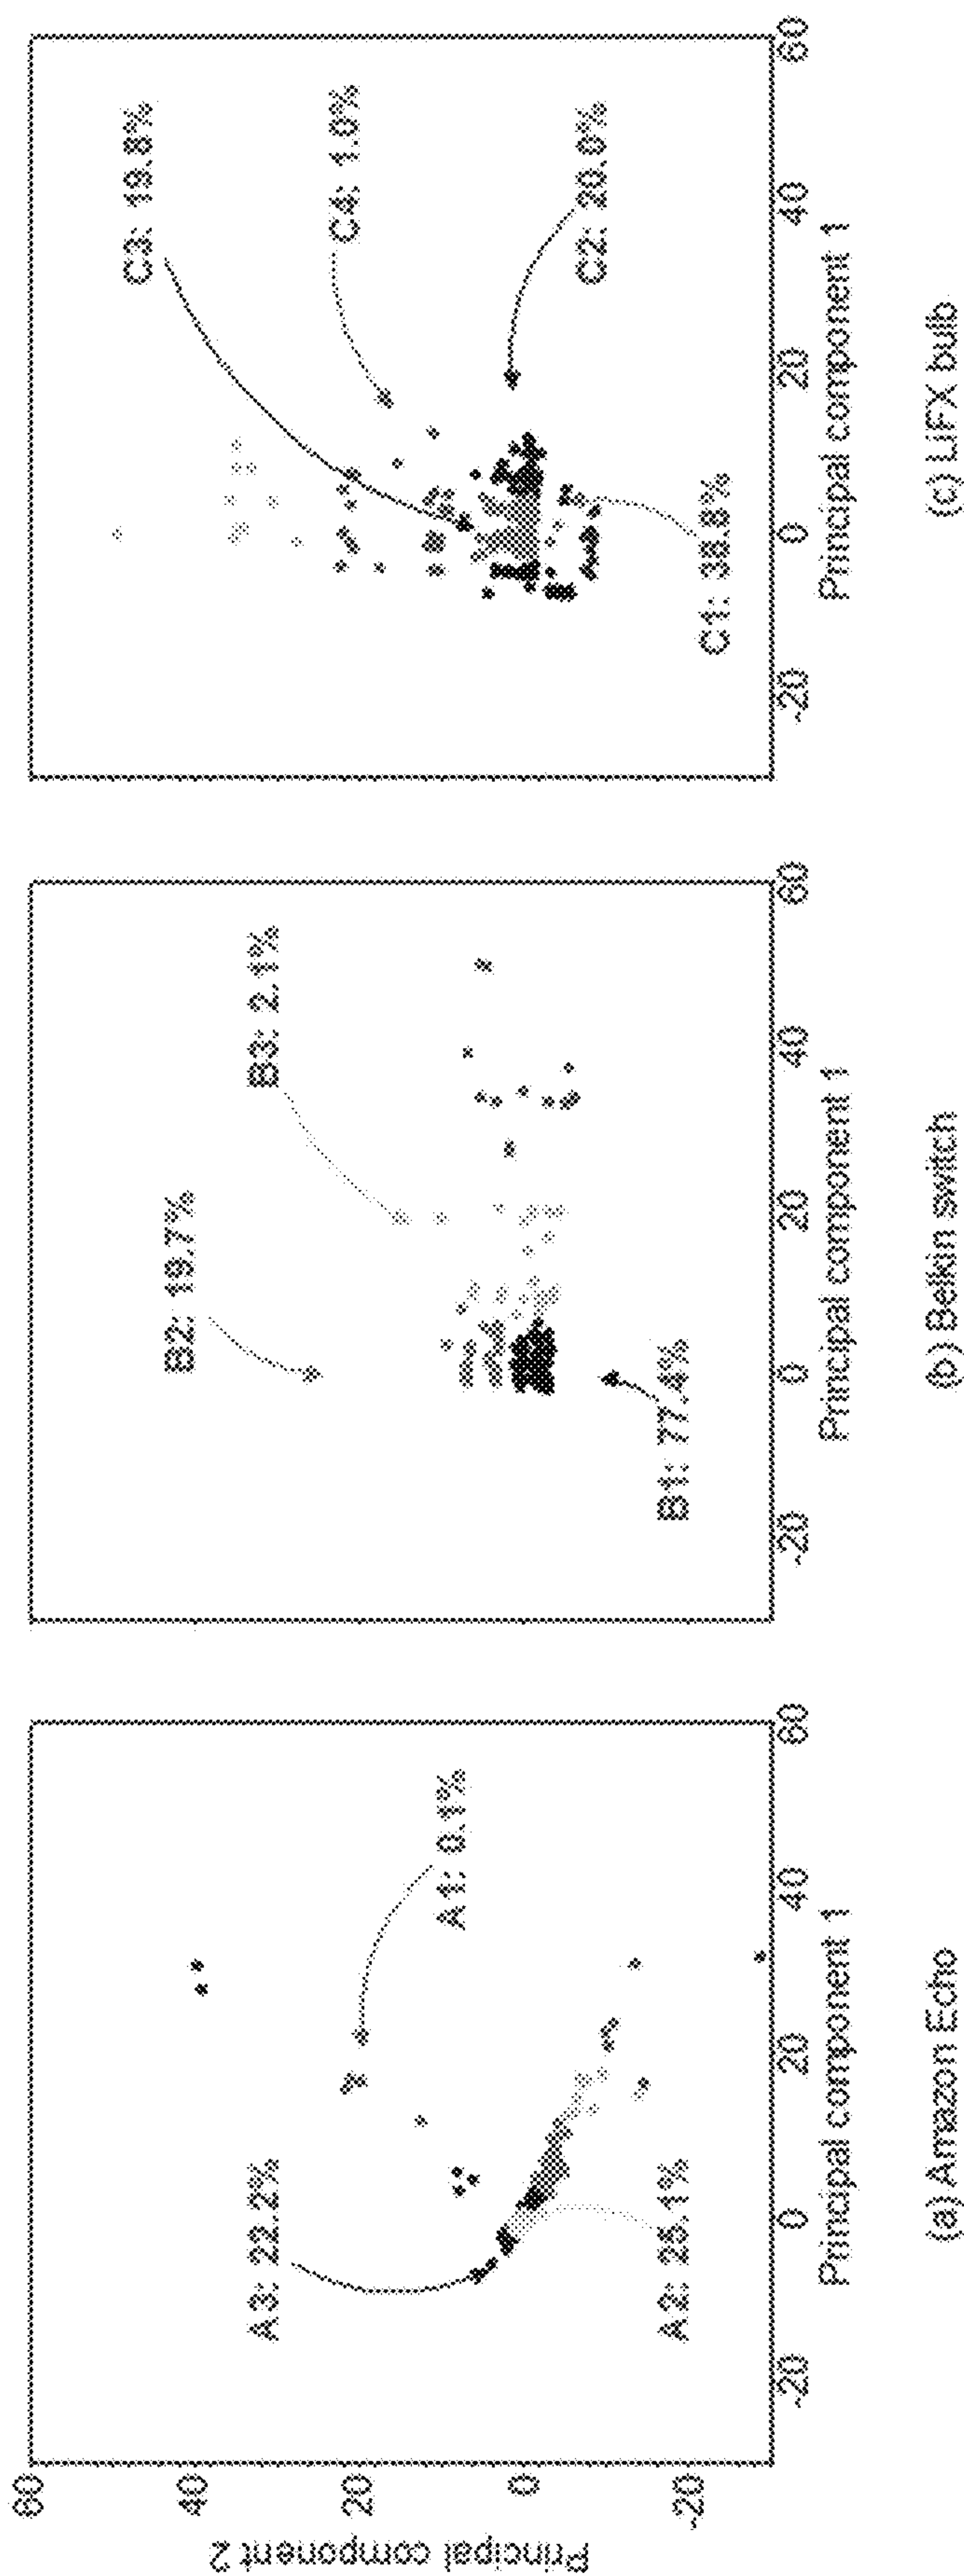 Principal component 2
60
40
20
0
-20
A3: 22.2%
A1: 0.1%
A2: 25.1%
-20
0
20
40
60
Principal component 1
(a) Amazon Echo
B2: 19.7%
B3: 2.1%
B1: 77.4%
-20
0
20
40
60
Principal component 1
(b) Belkin switch
C3: 19.8%
C4: 1.0%
C2: 20.0%
C1: 38.8%
-20
0
20
40
60
Principal component 1
(c) LiFX bulb